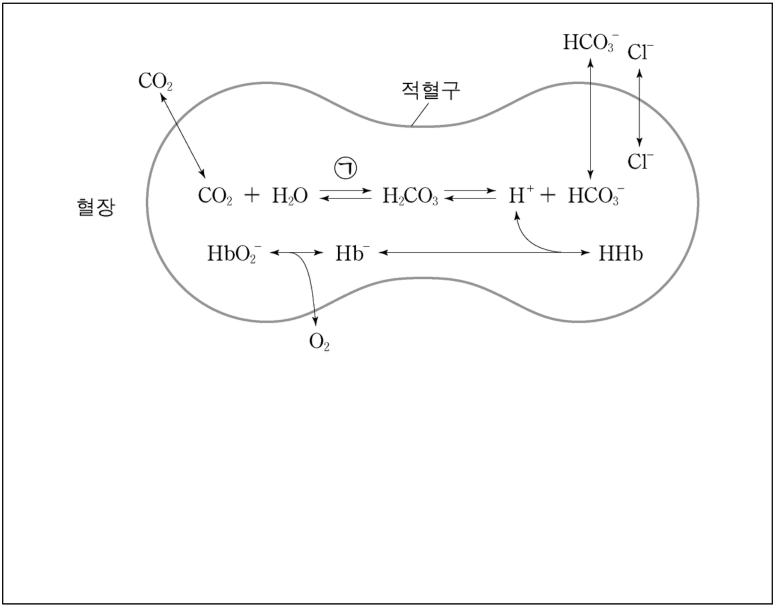 HCO₃⁻ Cl⁻
CO₂
적혈구
Cl⁻
㉠
CO₂ + H₂O ⇄ H₂CO₃ ⇄ H⁺ + HCO₃⁻
혈장
HbO₂⁻ Hb⁻ HHb
O₂